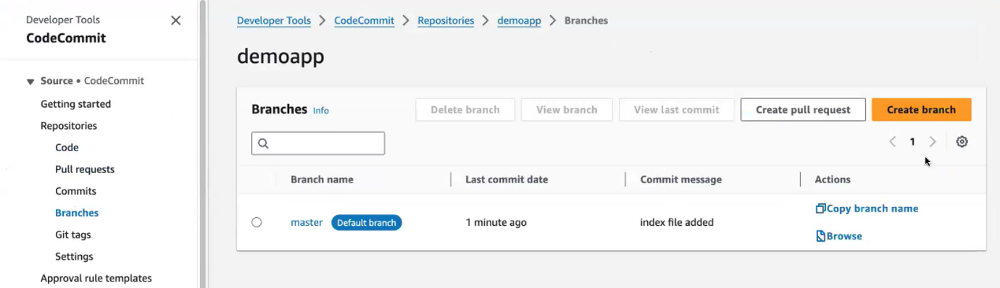 Developer Tools
CodeCommit
Source • CodeCommit
Getting started
Repositories
Code
Pull requests
Commits
Branches
Git tags
Settings
Approval rule templates
Developer Tools > CodeCommit > Repositories > demoapp > Branches
demoapp
Branches Info Delete branch View branch View last commit Create pull request Create branch
1
Branch name Last commit date Commit message Actions
master Default branch 1 minute ago index file added
Copy branch name
Browse